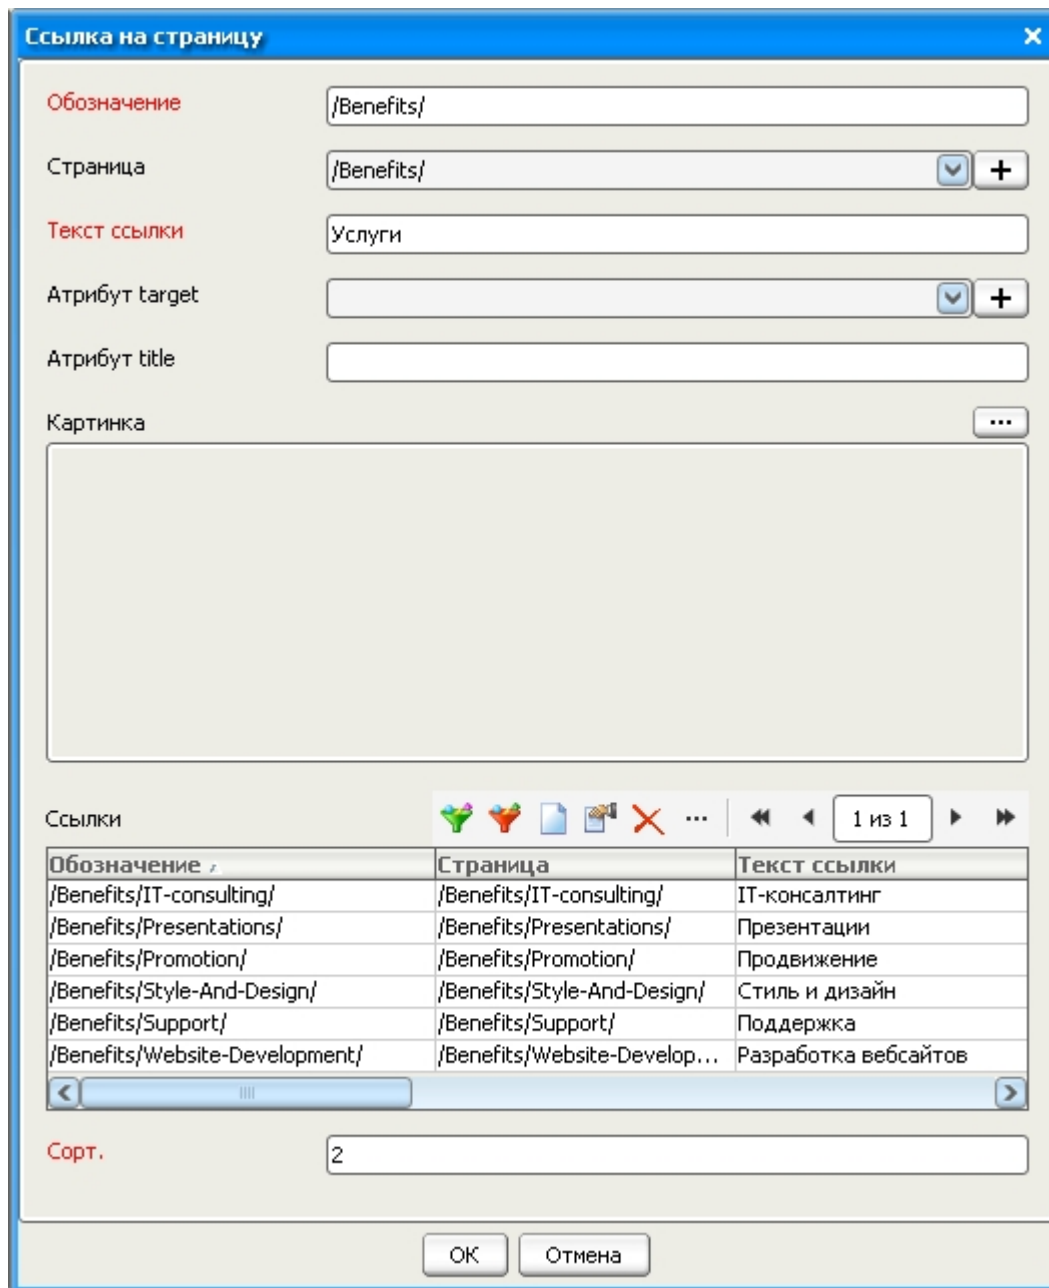 Ссылка на страницу
Обозначение /Benefits/
Страница /Benefits/
Текст ссылки Услуги
Атрибут target
Атрибут title
Картинка ...
Ссылки ... 1 из 1
Обозначение Страница Текст ссылки
/Benefits/IT-consulting/ /Benefits/IT-consulting/ IT-консалтинг
/Benefits/Presentations/ /Benefits/Presentations/ Презентации
/Benefits/Promotion/ /Benefits/Promotion/ Продвижение
/Benefits/Style-And-Design/ /Benefits/Style-And-Design/ Стиль и дизайн
/Benefits/Support/ /Benefits/Support/ Поддержка
/Benefits/Website-Development/ /Benefits/Website-Develop... Разработка вебсайтов
Сорт. 2
OK Отмена